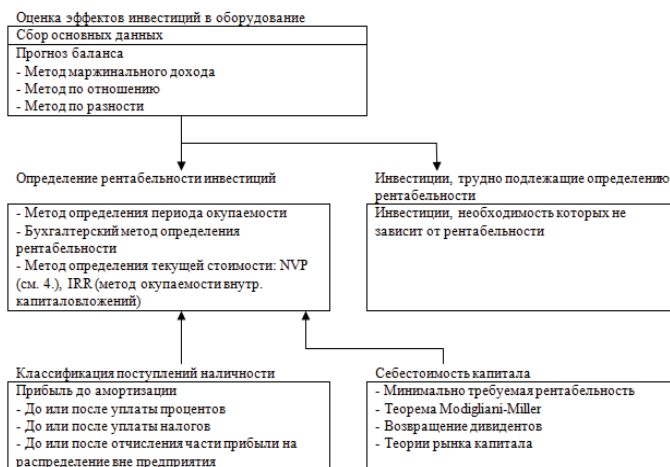 Оценка эффектов инвестиций в оборудование
Сбор основных данных
Прогноз баланса
- Метод маржинального дохода
- Метод по отношению
- Метод по разности
Определение рентабельности инвестиций
- Метод определения периода окупаемости
- Бухгалтерский метод определения
рентабельности
- Метод определения текущей стоимости: NVP
(см. 4.), IRR (метод окупаемости внутр.
капиталовложений)
Инвестиции, трудно подлежащие определению
рентабельности
Инвестиции, необходимость которых не
зависит от рентабельности
Классификация поступлений наличности
Прибыль до амортизации
- До или после уплаты процентов
- До или после уплаты налогов
- До или после отчисления части прибыли на
распределение вне предприятия
Себестоимость капитала
- Минимально требуемая рентабельность
- Теорема Modigliani-Miller
- Возвращение дивидентов
- Теории рынка капитала